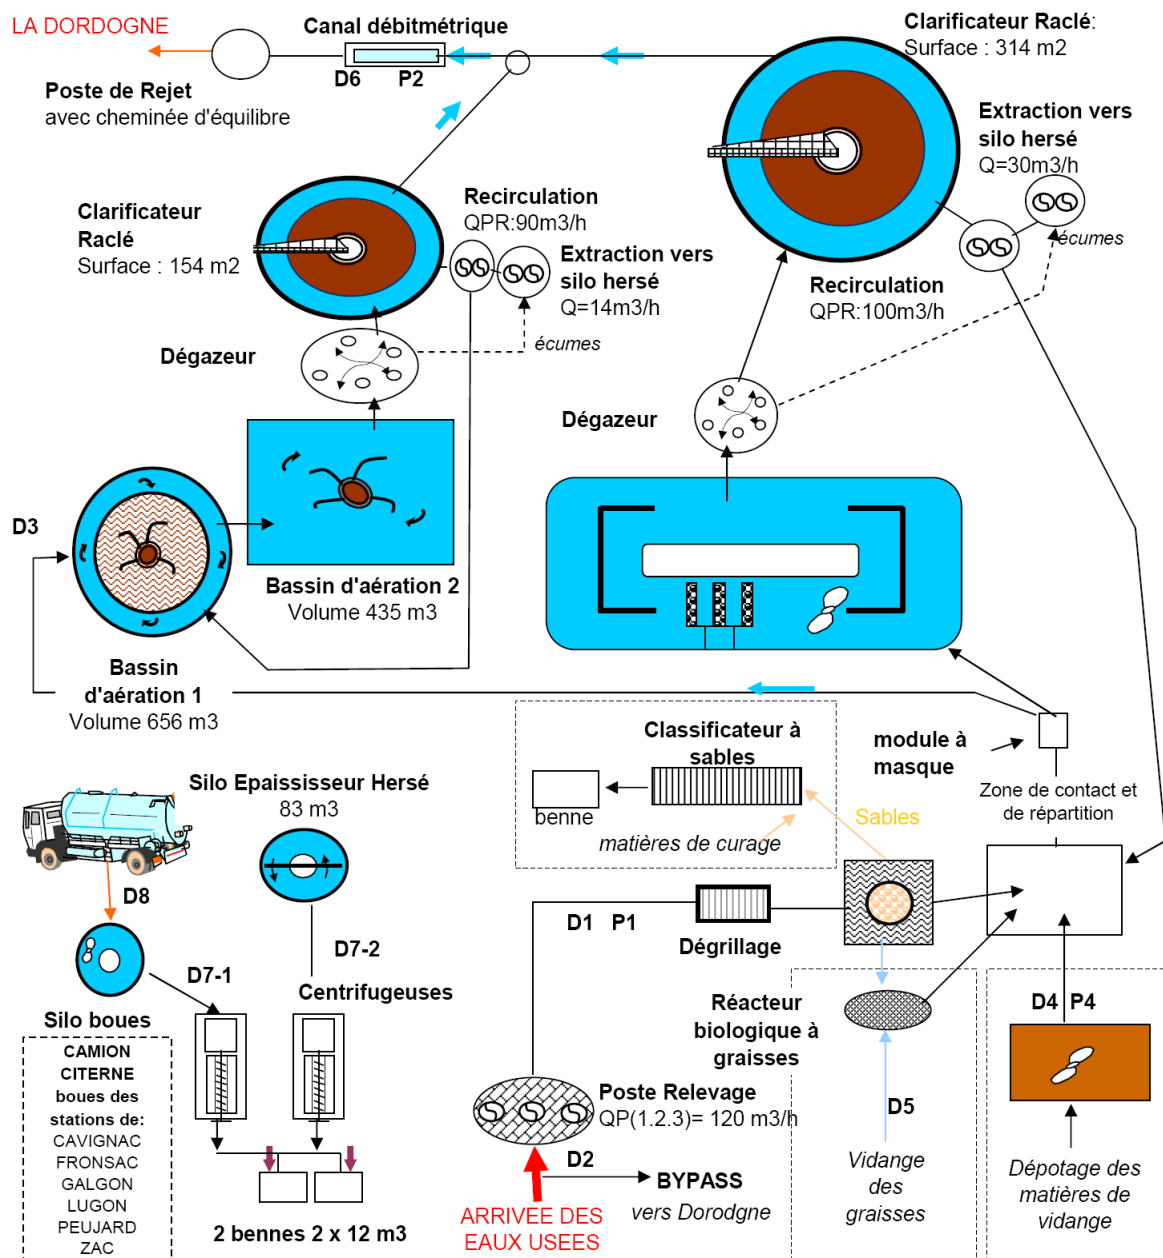 LA DORDOGNE
Canal débitmétrique
D6
P2
Poste de Rejet
avec cheminée d'équilibre
Clarificateur Raclé:
Surface : 314 m2
Extraction vers
silo hersé
Q=30m3/h
écumes
Recirculation
QPR:100m3/h
Clarificateur
Raclé
Surface : 154 m2
Recirculation
QPR:90m3/h
Extraction vers
silo hersé
Q=14m3/h
écumes
Dégazeur
Dégazeur
D3
Bassin d'aération 2
Volume 435 m3
Bassin
d'aération 1
Volume 656 m3
module à
masque
Zone de contact et
de répartition
Classificateur à
sables
benne
matières de curage
Sables
Silo Epaississeur Hersé
83 m3
D8
D7-1
D7-2
Centrifugeuses
Silo boues
CAMION
CITERNE
boues des
stations de:
CAVIGNAC
FRONSAC
GALGON
LUGON
PEUJARD
ZAC
2 bennes 2 x 12 m3
D1 P1
Dégrillage
Réacteur
biologique à
graisses
Poste Relevage
QP(1.2.3)= 120 m3/h
D2
BYPASS
vers Dorodgne
ARRIVEE DES
EAUX USEES
D5
Vidange
des
graisses
D4 P4
Dépotage des
matières de
vidange